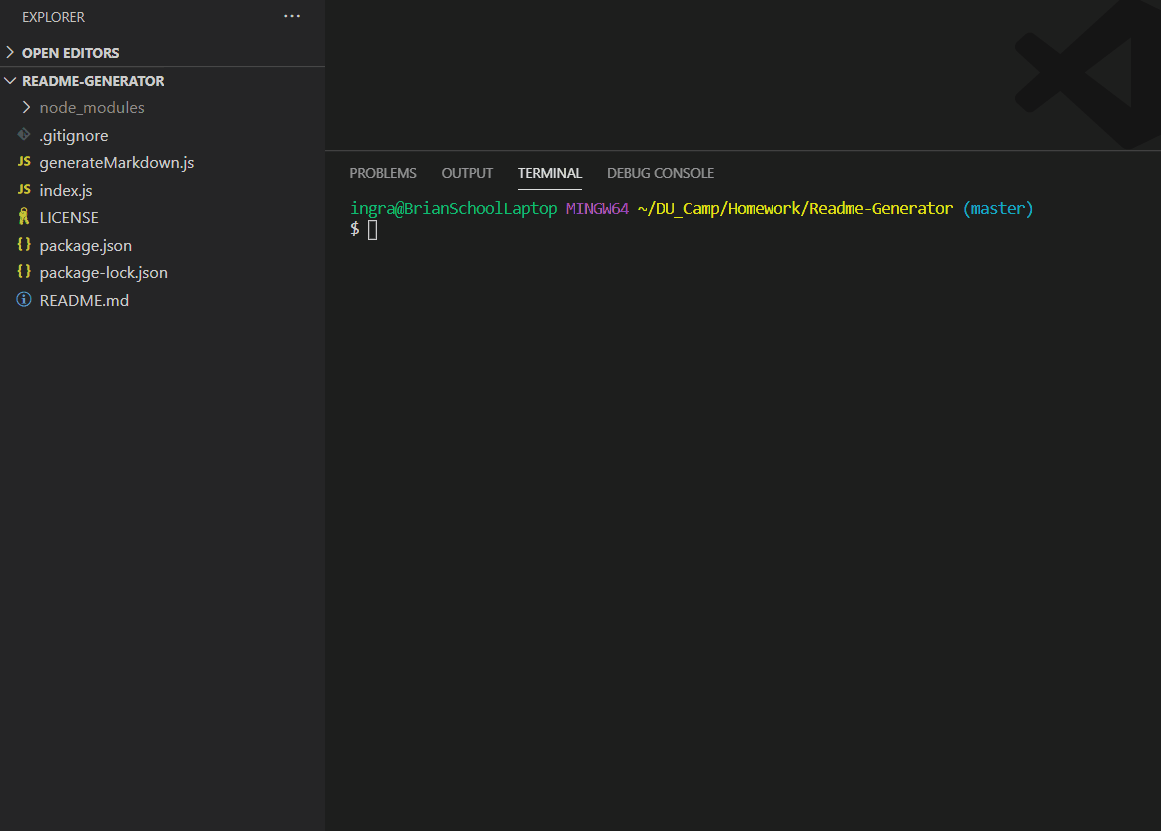 EXPLORER
OPEN EDITORS
README-GENERATOR
node_modules
.gitignore
JS generateMarkdown.js
JS index.js
LICENSE
{} package.json
{} package-lock.json
README.md
PROBLEMS OUTPUT TERMINAL DEBUG CONSOLE
ingra@BrianSchoolLaptop MINGW64 ~/DU_Camp/Homework/Readme-Generator (master)
$